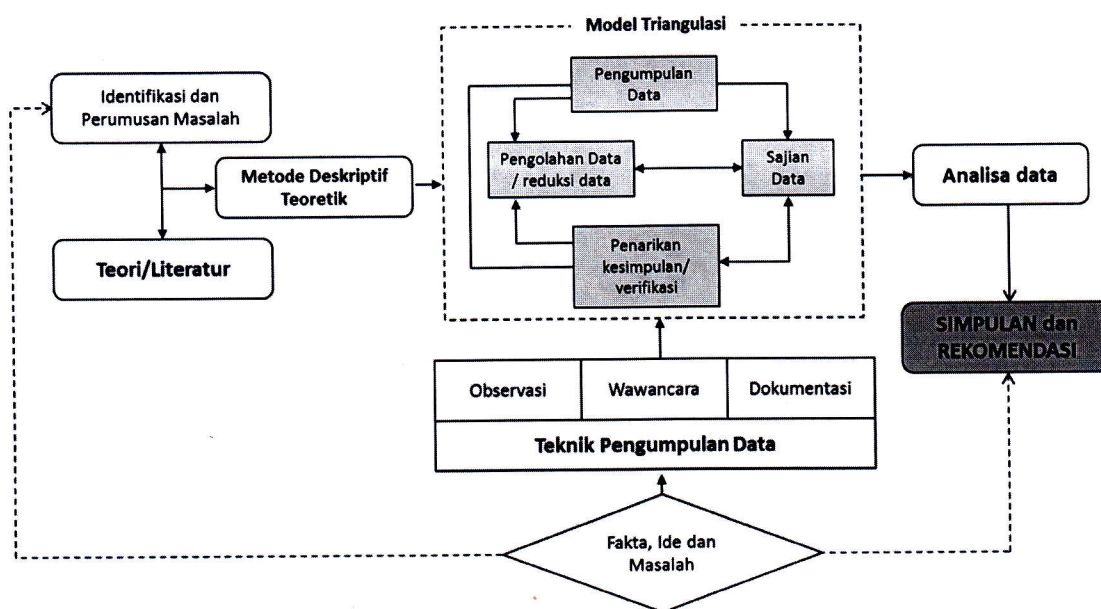 Model Triangulasi
Identifikasi dan
Perumusan Masalah
Metode Deskriptif
Teoretik
Teori/Literatur
Pengumpulan
Data
Pengolahan Data
/ reduksi data
Sajian
Data
Penarikan
kesimpulan/
verifikasi
Analisa data
SIMPULAN dan
REKOMENDASI
Observasi
Wawancara
Dokumentasi
Teknik Pengumpulan Data
Fakta, Ide dan
Masalah